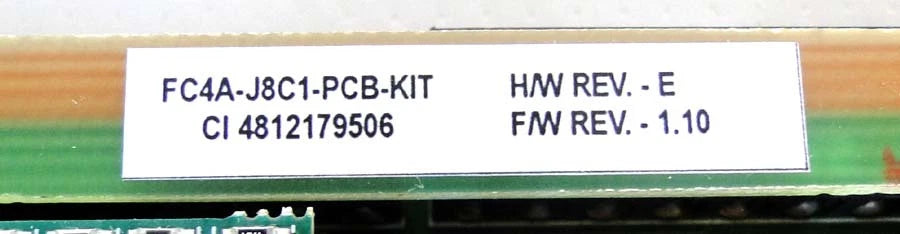 FC4A-J8C1-PCB-KIT H/W REV. - E
CI 4812179506 F/W REV. - 1.10